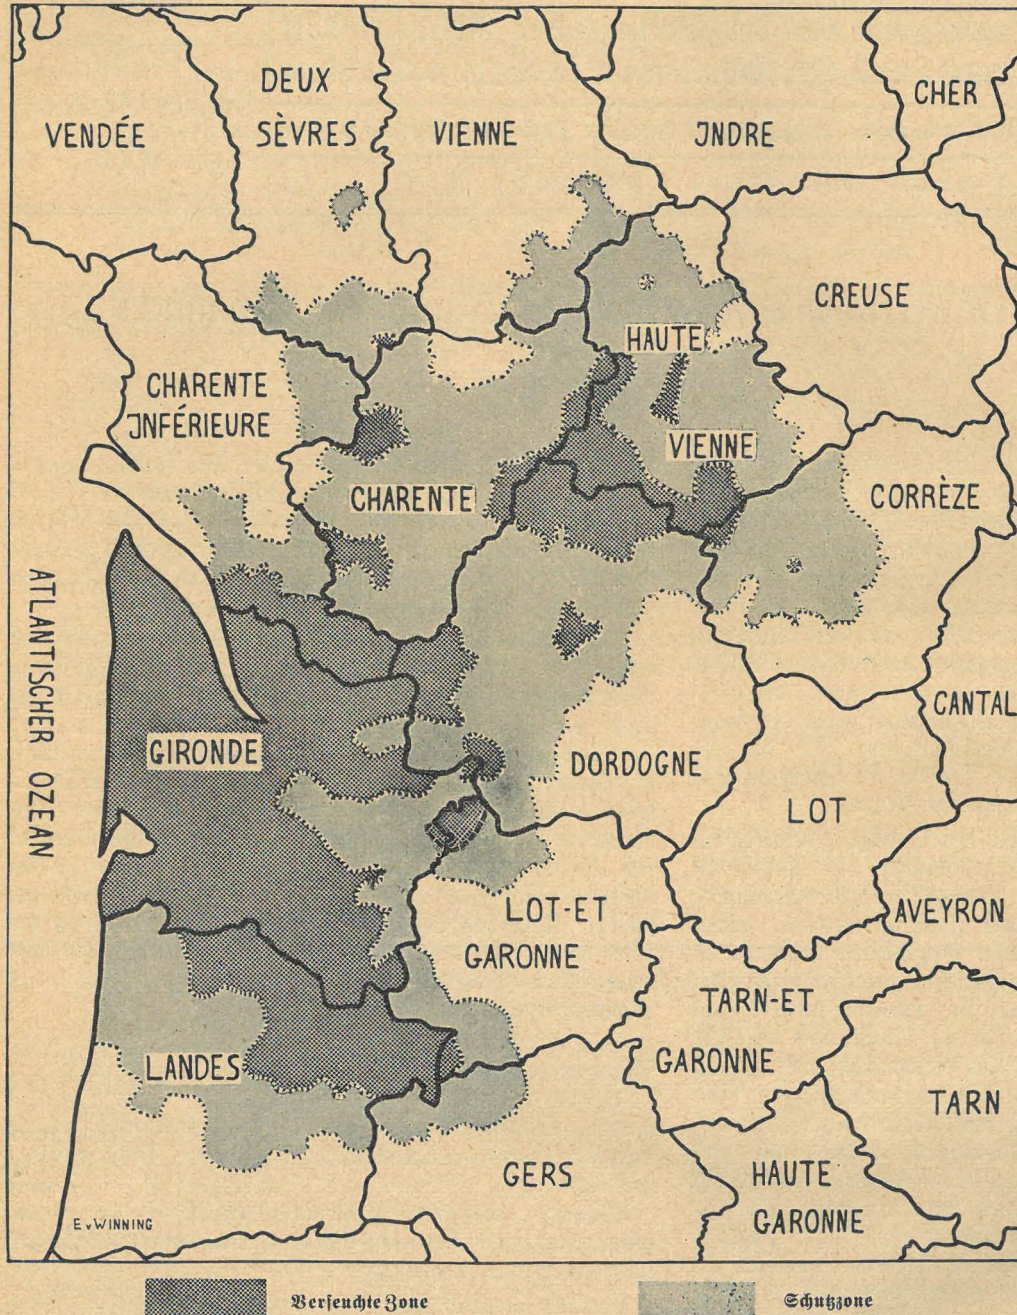 DEUX
SÈVRES
VENDÉE
VIENNE
JNDRE
CHER
CREUSE
HAUTE
VIENNE
CHARENTE
JNFÉRIEURE
CHARENTE
CORRÈZE
ATLANTISCHER OZEAN
GIRONDE
DORDOGNE
CANTAL
LOT
LOT-ET
GARONNE
AVEYRON
TARN-ET
GARONNE
LANDES
TARN
GERS
HAUTE
GARONNE
E.v.WINNING
Verseuchte Zone
Schutzzone